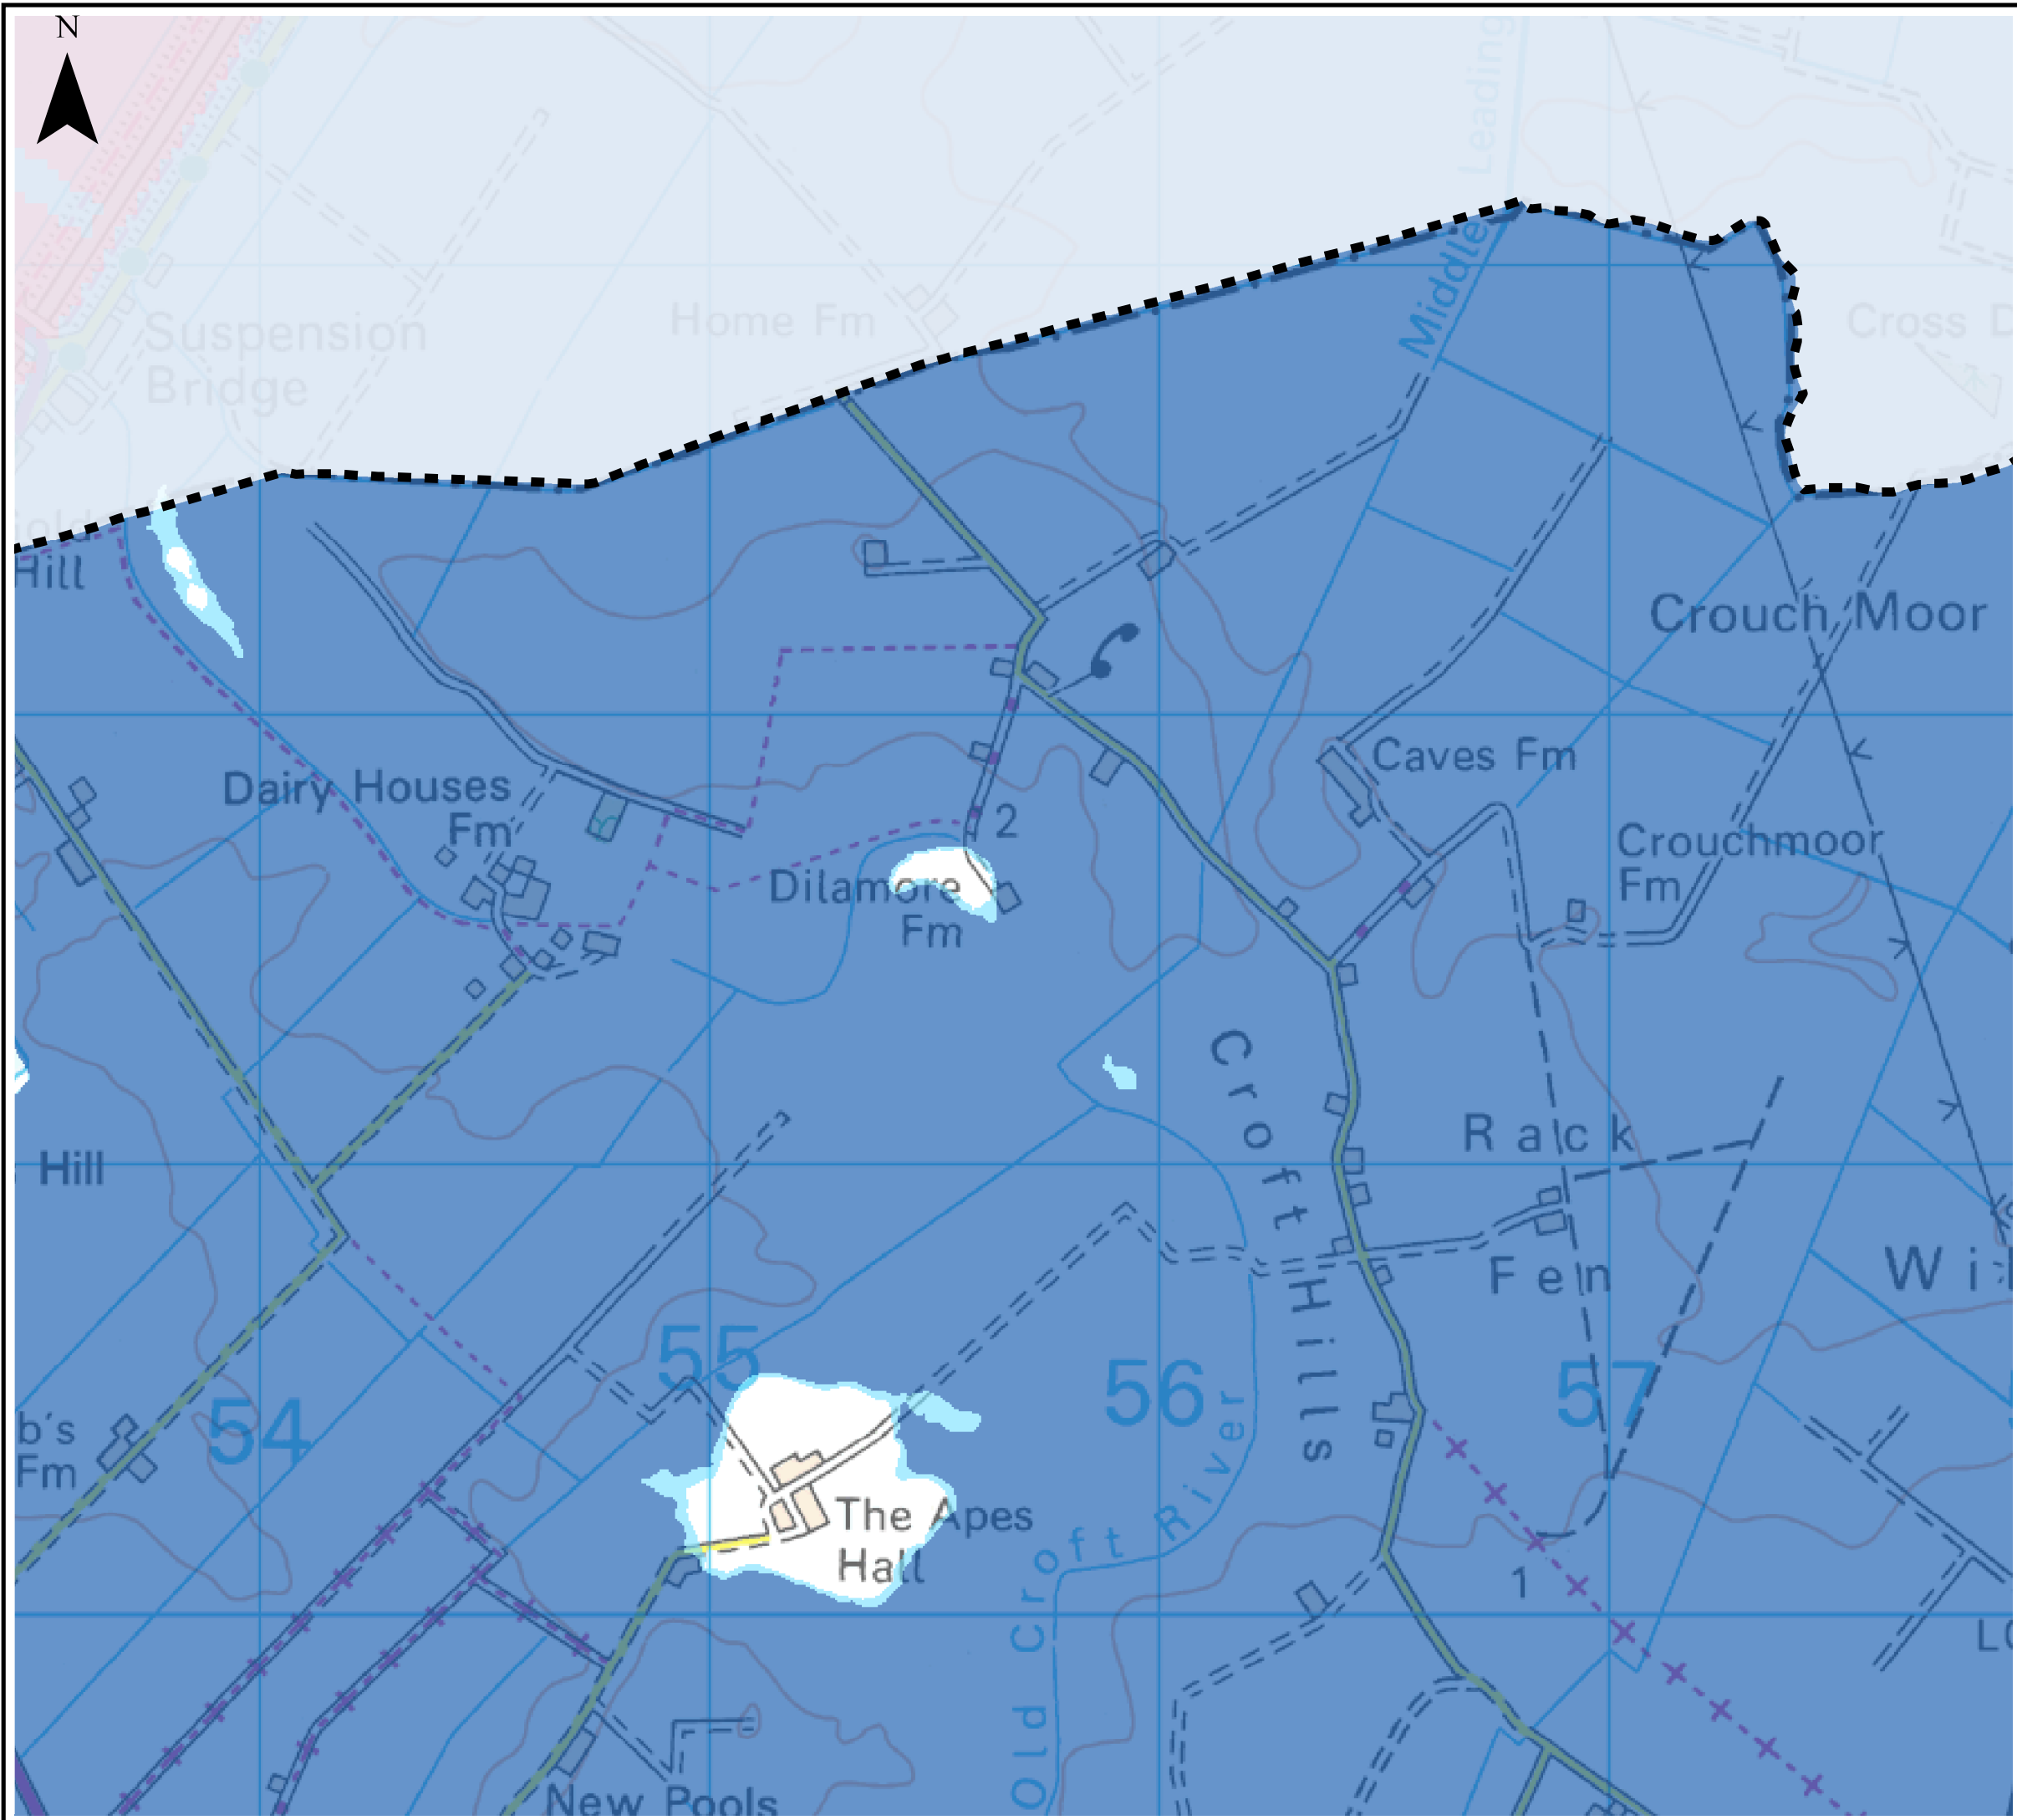 N
Leading
Middle
Suspension
Bridge
Home Fm
Cross D
Hill
Crouch Moor
Caves Fm
Dairy Houses
Fm
2
Crouchmoor
Fm
Dilamore
Fm
Croft Hills
Rack
Fen
Hill
Wi
55
56
57
54
b's
Fm
The Apes
Hall
Old Croft River
1
New Pools